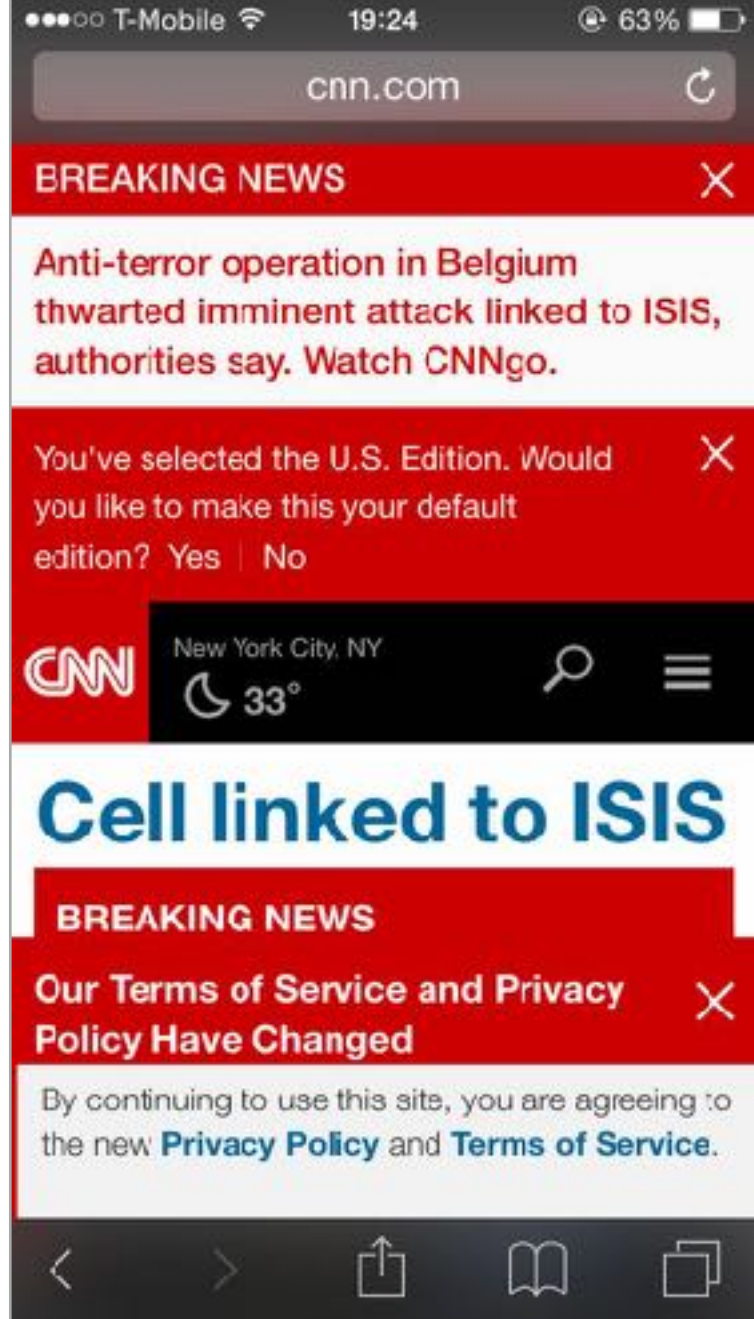 T-Mobile 19:24 63%
cnn.com
BREAKING NEWS
Anti-terror operation in Belgium
thwarted imminent attack linked to ISIS,
authorities say. Watch CNNgo.
You've selected the U.S. Edition. Would
you like to make this your default
edition? Yes | No
CNN
New York City, NY
33°
Cell linked to ISIS
BREAKING NEWS
Our Terms of Service and Privacy
Policy Have Changed
By continuing to use this site, you are agreeing to
the new Privacy Policy and Terms of Service.